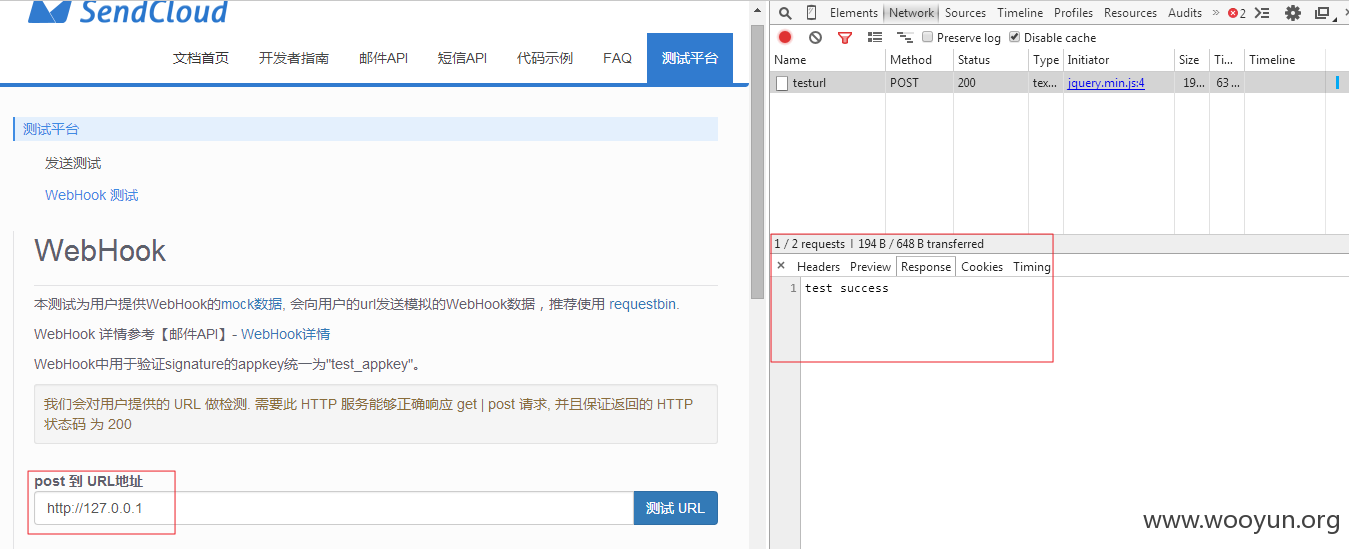 SendCloud
文档首页 开发者指南 邮件API 短信API 代码示例 FAQ 测试平台
测试平台
发送测试
WebHook 测试
WebHook
本测试为用户提供WebHook的mock数据, 会向用户的url发送模拟的WebHook数据，推荐使用 requestbin.
WebHook 详情参考【邮件API】- WebHook详情
WebHook中用于验证signature的appkey统一为"test_appkey"。
我们会对用户提供的 URL 做检测. 需要此 HTTP 服务能够正确响应 get | post 请求, 并且保证返回的 HTTP
状态码 为 200
post 到 URL地址
http://127.0.0.1 测试 URL
Elements Network Sources Timeline Profiles Resources Audits » 2
Preserve log Disable cache
Name Method Status Type Initiator Size Ti... Timeline
testurl POST 200 tex... jquery.min.js:4 19... 63 ...
1 / 2 requests | 194 B / 648 B transferred
× Headers Preview Response Cookies Timing
1 test success
www.wooyun.org